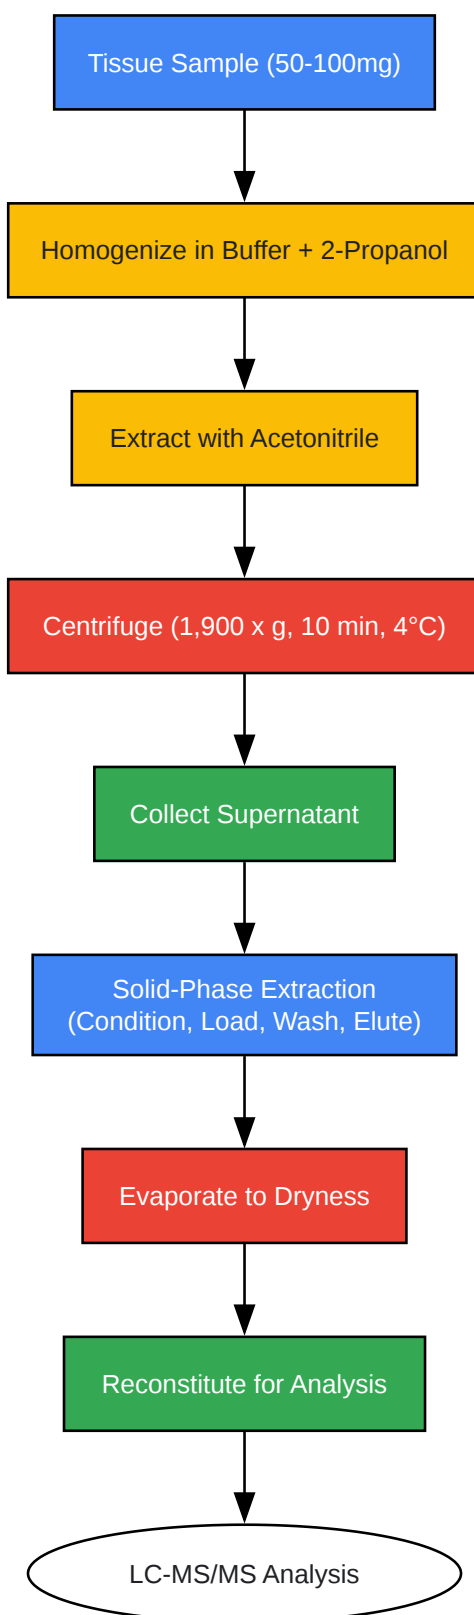 Tissue Sample (50-100mg)
Homogenize in Buffer + 2-Propanol
Extract with Acetonitrile
Centrifuge (1,900 x g, 10 min, 4°C)
Collect Supernatant
Solid-Phase Extraction
(Condition, Load, Wash, Elute)
Evaporate to Dryness
Reconstitute for Analysis
LC-MS/MS Analysis